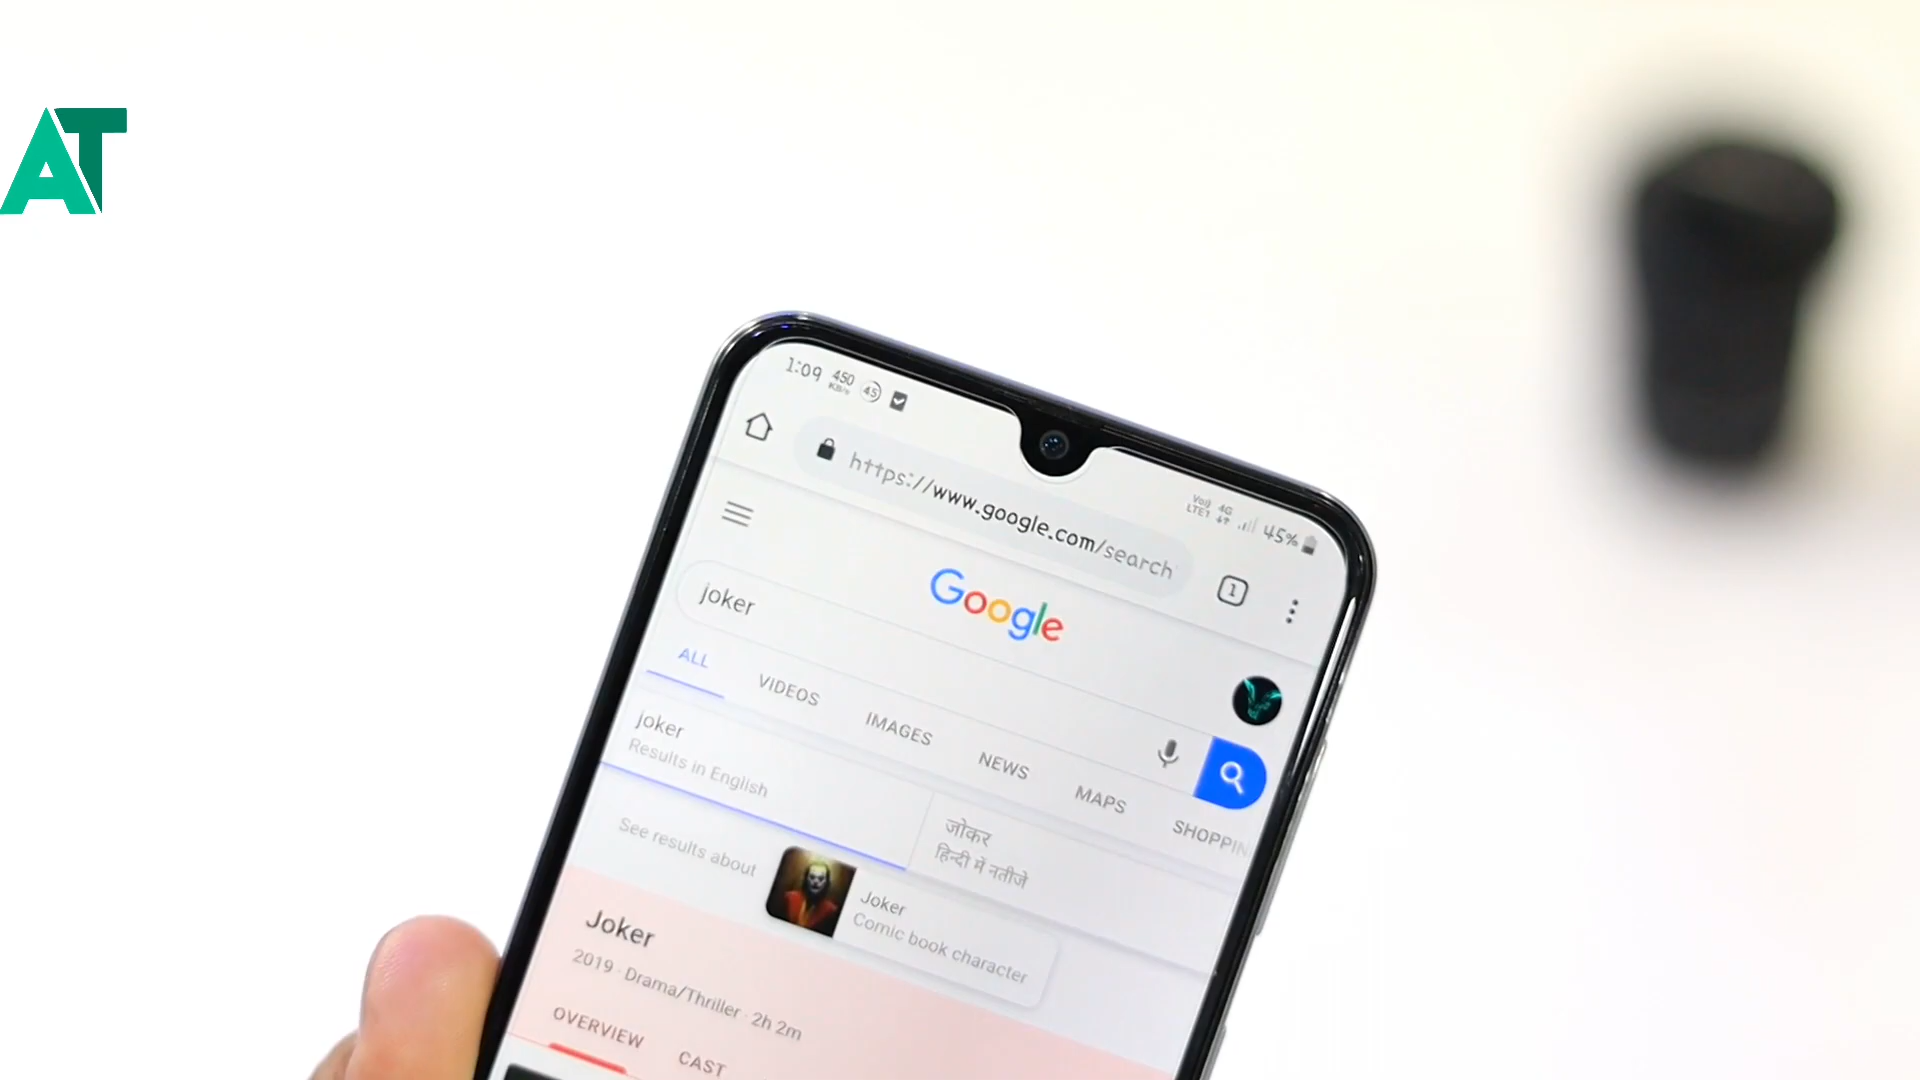 AT
1:09 450 KB/s 45
Vo)) LTE1 4G 45%
https://www.google.com/search
1
Google
joker
ALL VIDEOS IMAGES NEWS MAPS SHOPPIN
joker
Results in English
जोकर
हिन्दी में नतीजे
See results about
Joker
Comic book character
Joker
2019 · Drama/Thriller · 2h 2m
OVERVIEW CAST